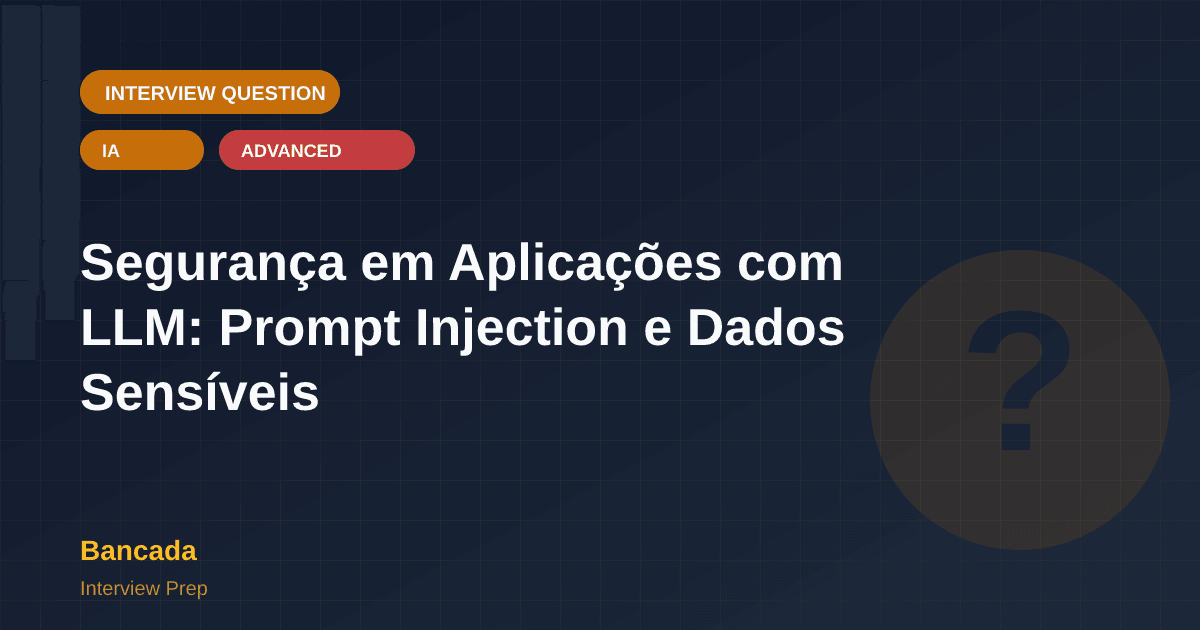 INTERVIEW QUESTION
IA
ADVANCED
Segurança em Aplicações com
LLM: Prompt Injection e Dados
Sensíveis
?
Bancada
Interview Prep